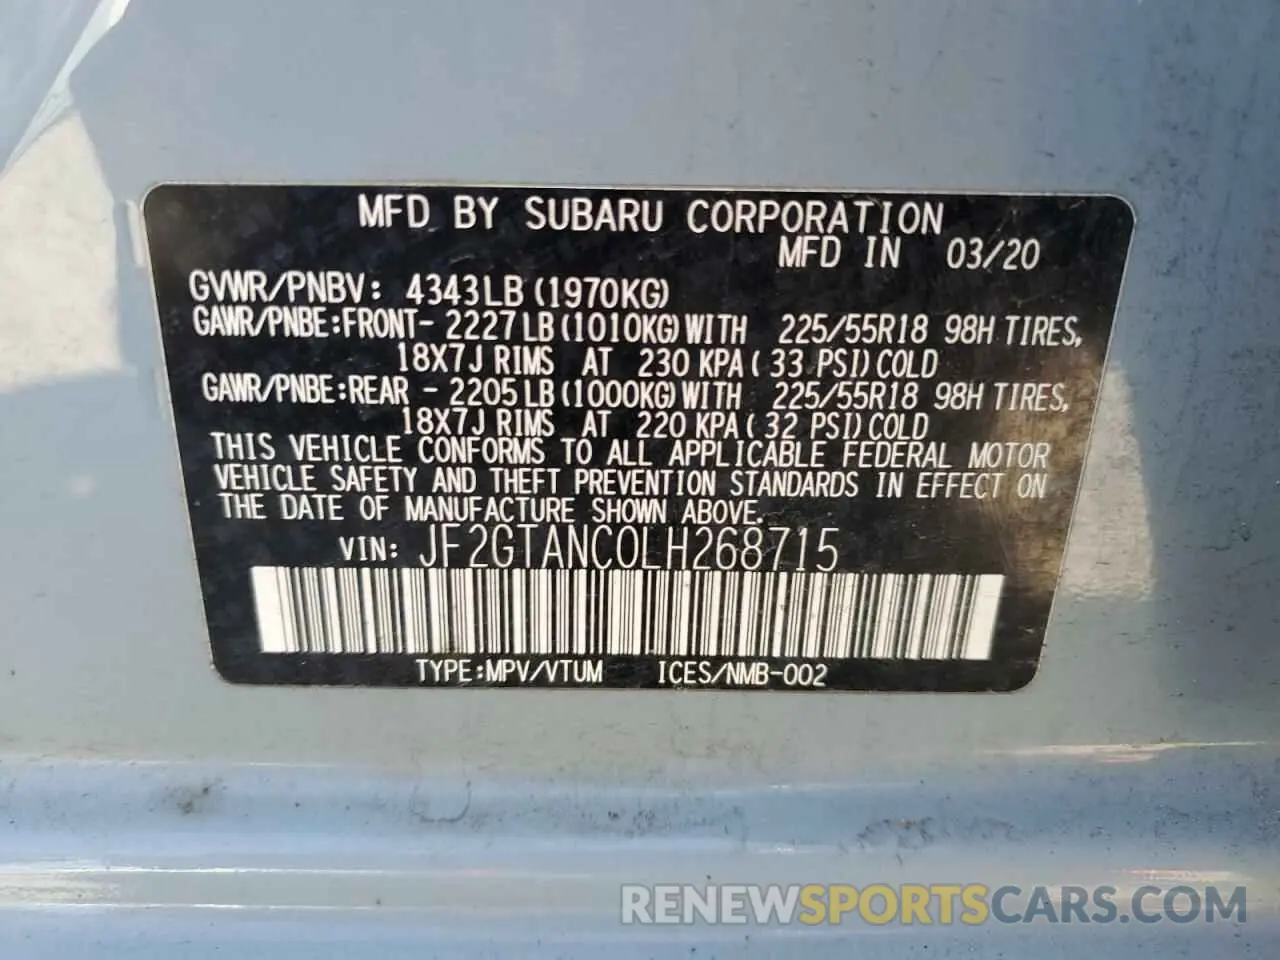 MFD BY SUBARU CORPORATION
MFD IN 03/20
GVWR/PNBV: 4343LB (1970KG)
GAWR/PNBE:FRONT- 2227LB(1010KG)WITH 225/55R18 98H TIRES,
18X7J RIMS AT 230 KPA( 33 PSI)COLD
GAWR/PNBE:REAR - 2205LB(1000KG)WITH 225/55R18 98H TIRES,
18X7J RIMS AT 220 KPA( 32 PSI)COLD
THIS VEHICLE CONFORMS TO ALL APPLICABLE FEDERAL MOTOR
VEHICLE SAFETY AND THEFT PREVENTION STANDARDS IN EFFECT ON
THE DATE OF MANUFACTURE SHOWN ABOVE.
VIN: JF2GTANC0LH268715
TYPE:MPV/VTUM ICES/NMB-002
RENEWSPORTSCARS.COM